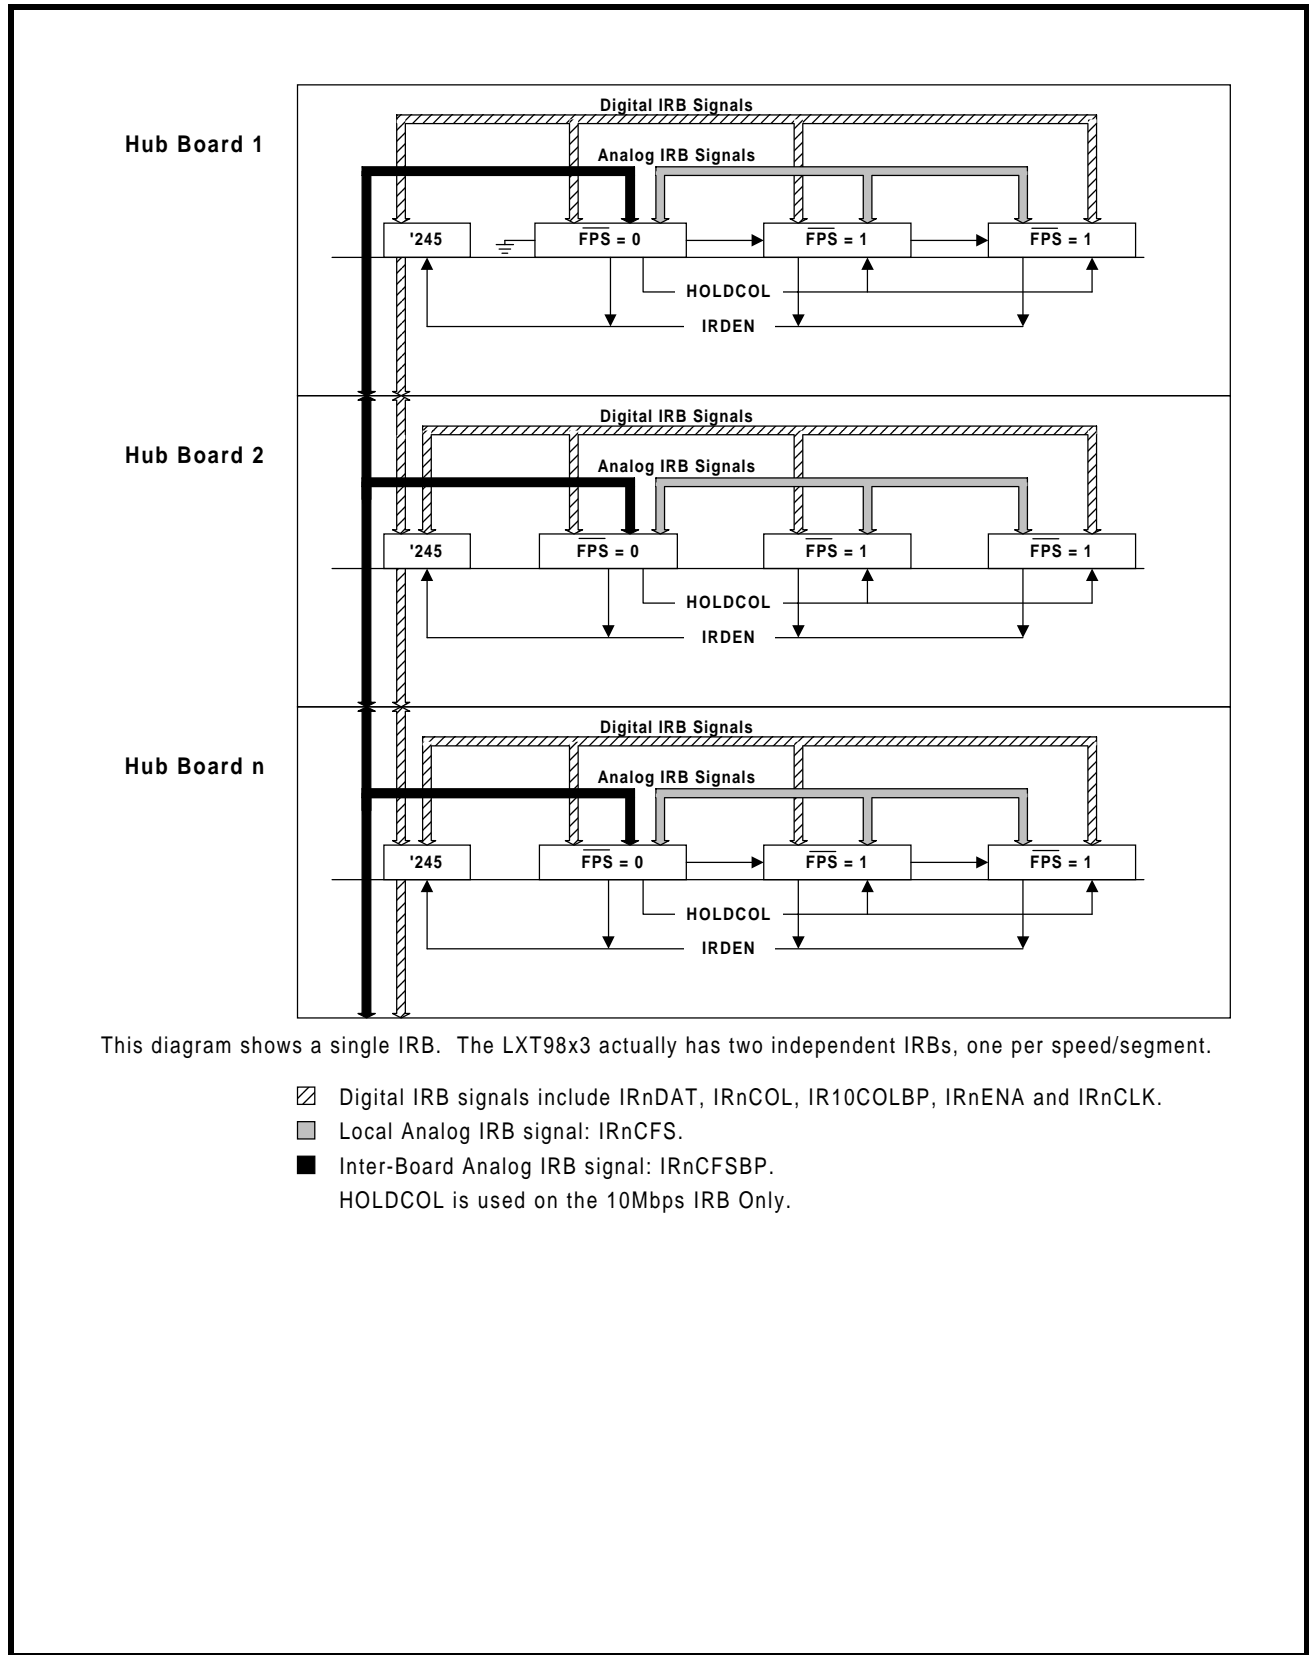 Digital IRB Signals
Hub Board 1
Analog IRB Signals
'245
FPS = 0
FPS = 1
FPS = 1
HOLDCOL
IRDEN
Digital IRB Signals
Hub Board 2
Analog IRB Signals
'245
FPS = 0
FPS = 1
FPS = 1
HOLDCOL
IRDEN
Digital IRB Signals
Hub Board n
Analog IRB Signals
'245
FPS = 0
FPS = 1
FPS = 1
HOLDCOL
IRDEN
This diagram shows a single IRB. The LXT98x3 actually has two independent IRBs, one per speed/segment.
Digital IRB signals include IRnDAT, IRnCOL, IR10COLBP, IRnENA and IRnCLK.
Local Analog IRB signal: IRnCFS.
Inter-Board Analog IRB signal: IRnCFSBP.
HOLDCOL is used on the 10Mbps IRB Only.